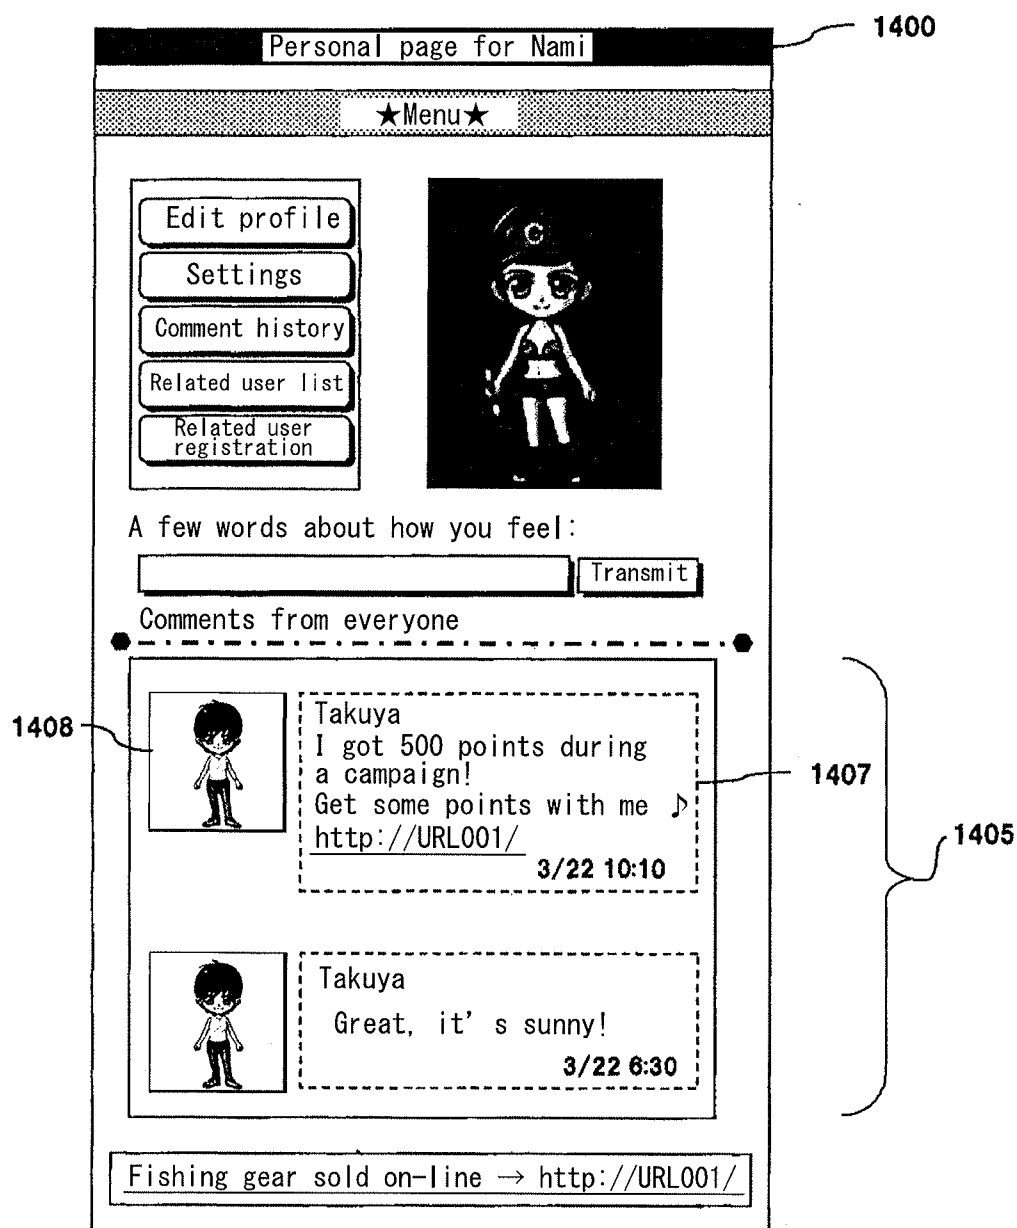 1400
Personal page for Nami
★Menu★
Edit profile
Settings
Comment history
Related user list
Related user
registration
A few words about how you feel:
Transmit
Comments from everyone
1408
Takuya
I got 500 points during
a campaign!
Get some points with me ♪
http://URL001/
3/22 10:10
1407
1405
Takuya
Great, it's sunny!
3/22 6:30
Fishing gear sold on-line → http://URL001/